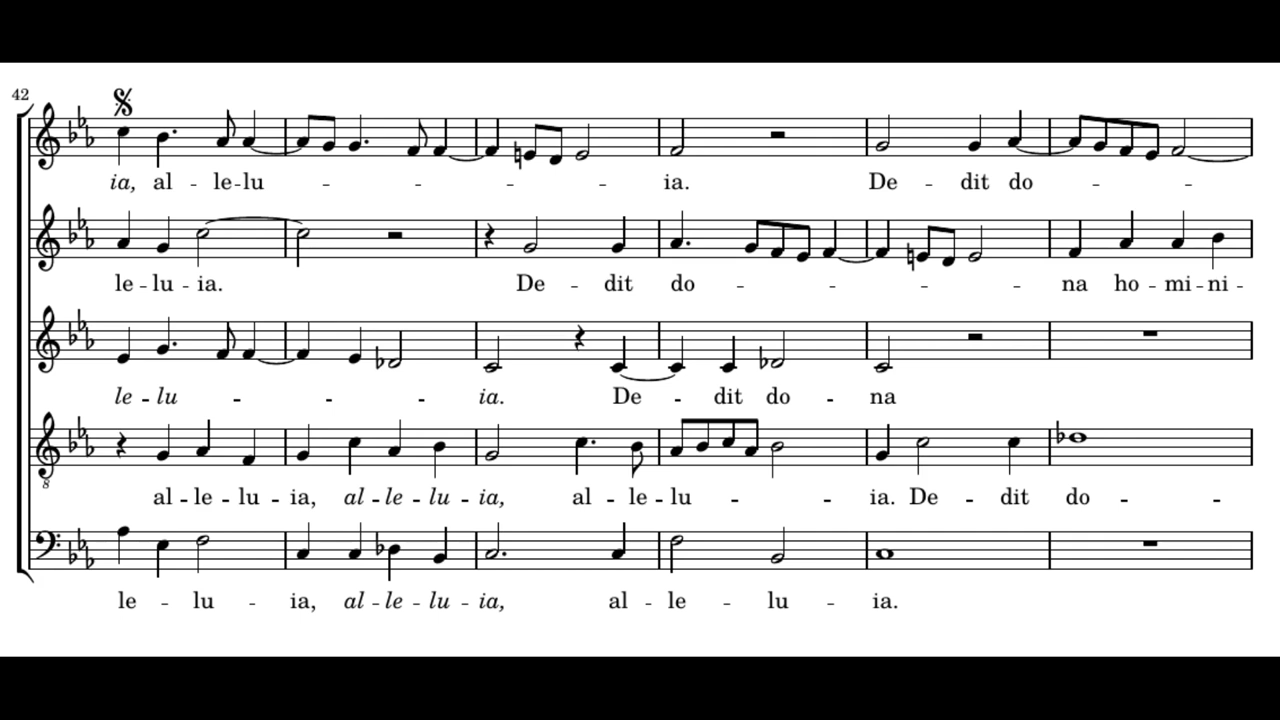 42
ia, al - le - lu - - - - - - - ia. De - dit do - - -
le - lu - ia. De - dit do - - - - - - na ho - mi - ni -
le - lu - - - ia. De - dit do - na
al - le - lu - ia, al - le - lu - ia, al - le - lu - - - ia. De - dit do - -
8
le - lu - ia, al - le - lu - ia, al - le - lu - ia.